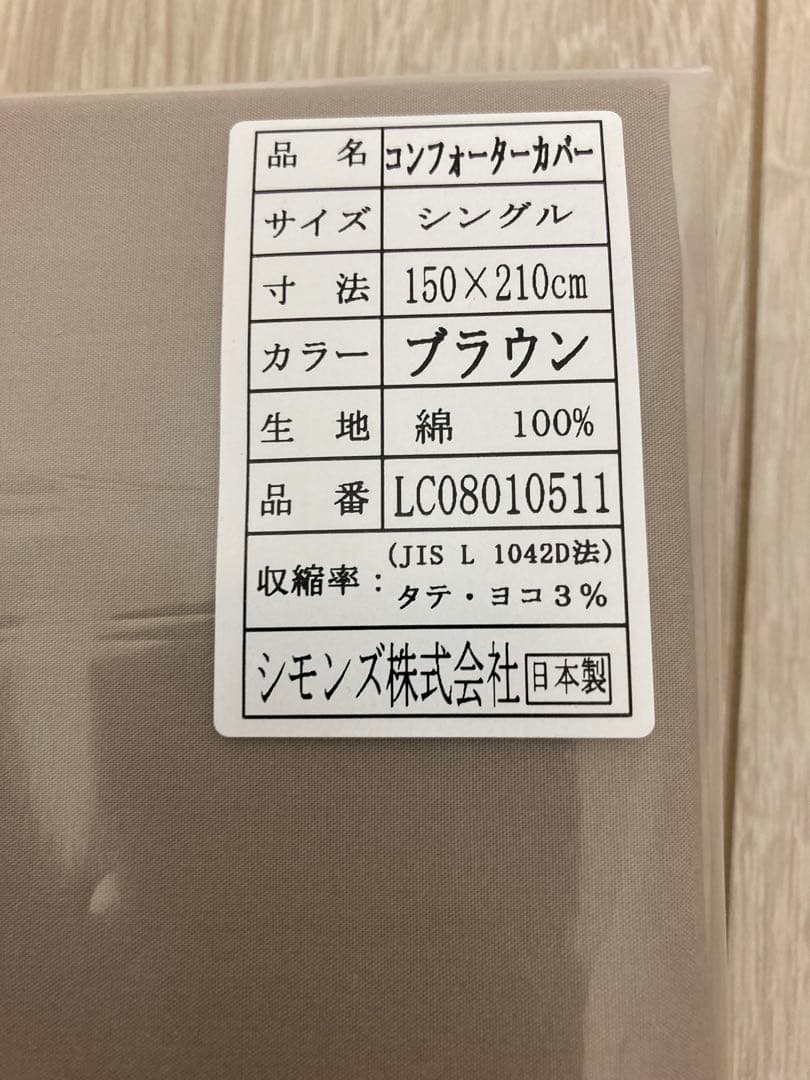 品 名 コンフォーターカバー
サイズ シングル
寸 法 150×210cm
カラー ブラウン
生 地 綿 100%
品 番 LC08010511
収縮率：(JIS L 1042D法)
タテ・ヨコ3%
シモンズ株式会社 日本製